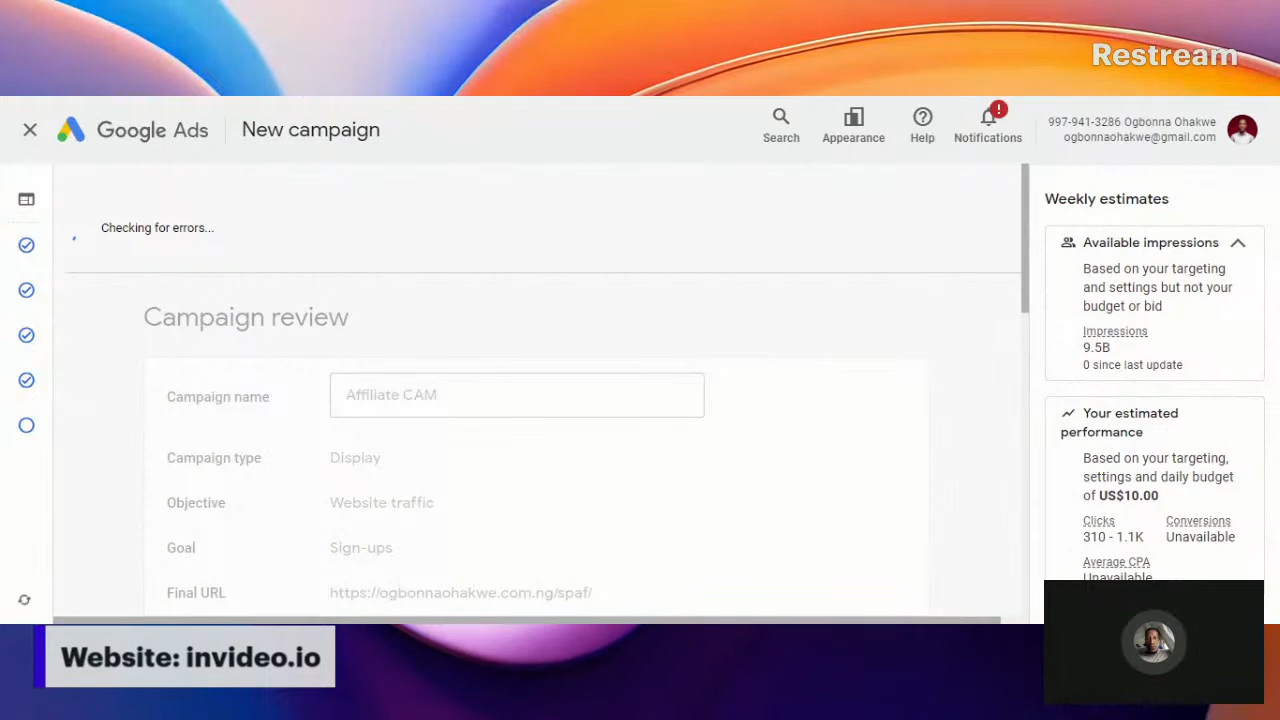 Restream
Google Ads
New campaign
Search
Appearance
Help
!
Notifications
997-941-3286 Ogbonna Ohakwe
ogbonnaohakwe@gmail.com
Checking for errors...
Campaign review
Campaign name
Affiliate CAM
Campaign type
Display
Objective
Website traffic
Goal
Sign-ups
Final URL
https://ogbonnaohakwe.com.ng/spaf/
Weekly estimates
Available impressions
Based on your targeting
and settings but not your
budget or bid
Impressions
9.5B
0 since last update
Your estimated
performance
Based on your targeting,
settings and daily budget
of US$10.00
Clicks
Conversions
310 - 1.1K
Unavailable
Average CPA
Unavailable
Website: invideo.io